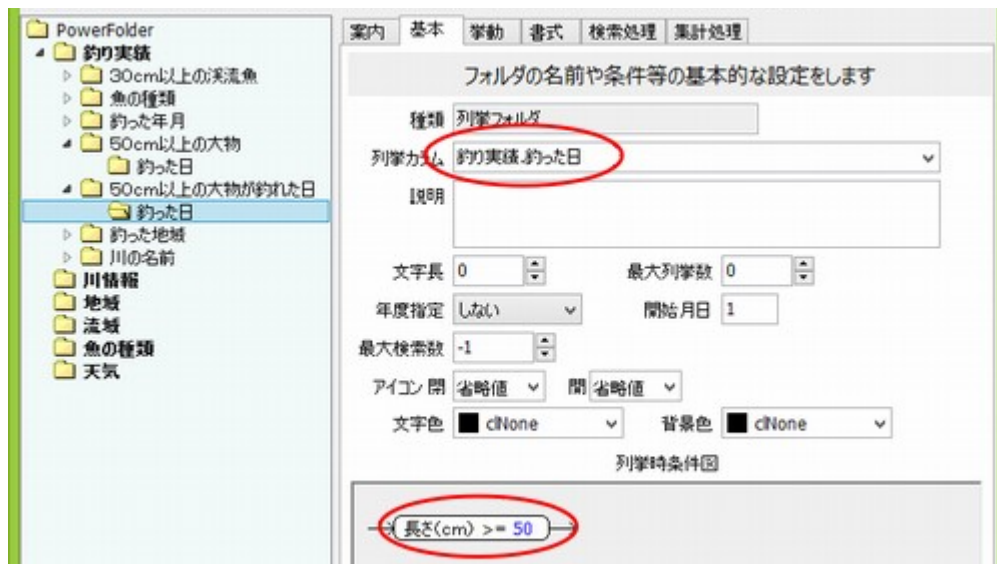 PowerFolder
釣り実績
30cm以上の渓流魚
魚の種類
釣った年月
50cm以上の大物
釣った日
50cm以上の大物が釣れた日
釣った日
釣った地域
川の名前
川情報
地域
流域
魚の種類
天気
案内 基本 挙動 書式 検索処理 集計処理
フォルダの名前や条件等の基本的な設定をします
種類 列挙フォルダ
列挙カラム 釣り実績.釣った日
説明
文字長 0 最大列挙数 0
年度指定 しない 開始月日 1
最大検索数 -1
アイコン 閉 省略値 開 省略値
文字色 clNone 背景色 clNone
列挙時条件図
長さ(cm) >= 50